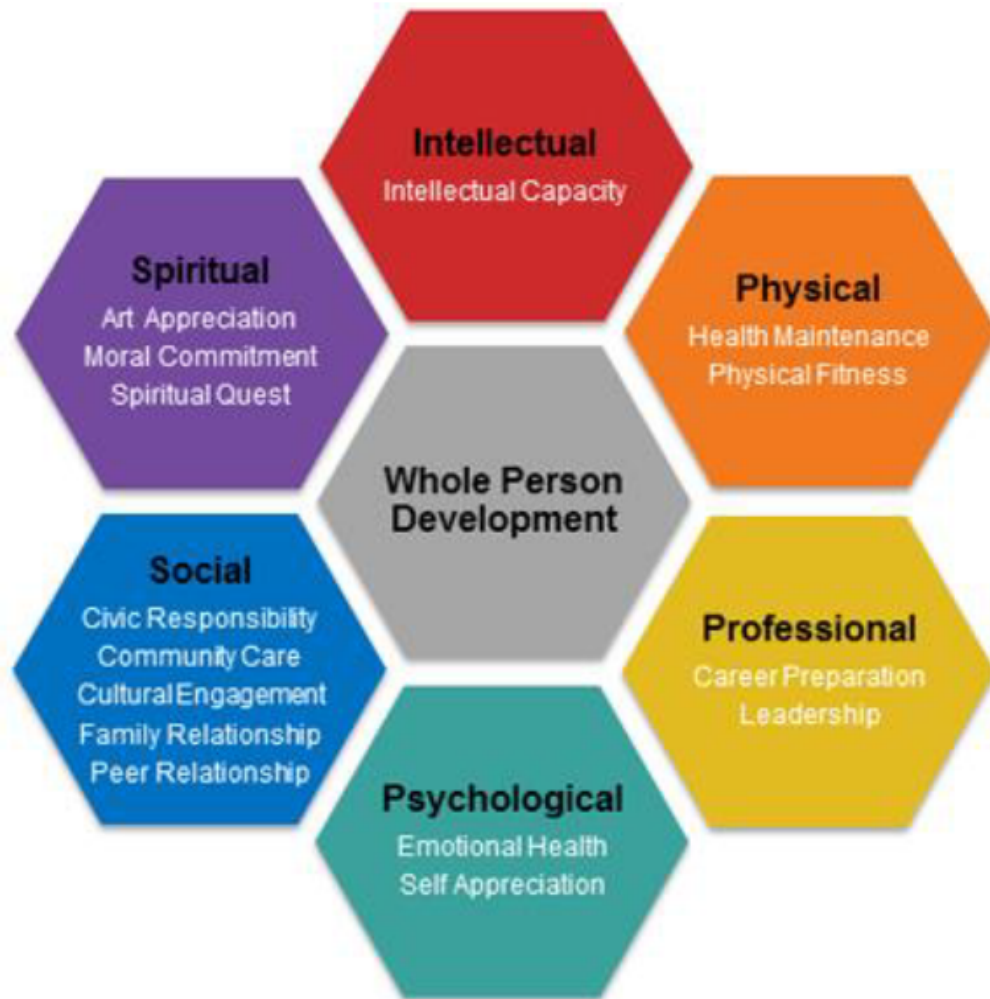 Intellectual
Intellectual Capacity
Spiritual
Art Appreciation
Moral Commitment
Spiritual Quest
Physical
Health Maintenance
Physical Fitness
Whole Person
Development
Social
Civic Responsibility
Community Care
Cultural Engagement
Family Relationship
Peer Relationship
Professional
Career Preparation
Leadership
Psychological
Emotional Health
Self Appreciation